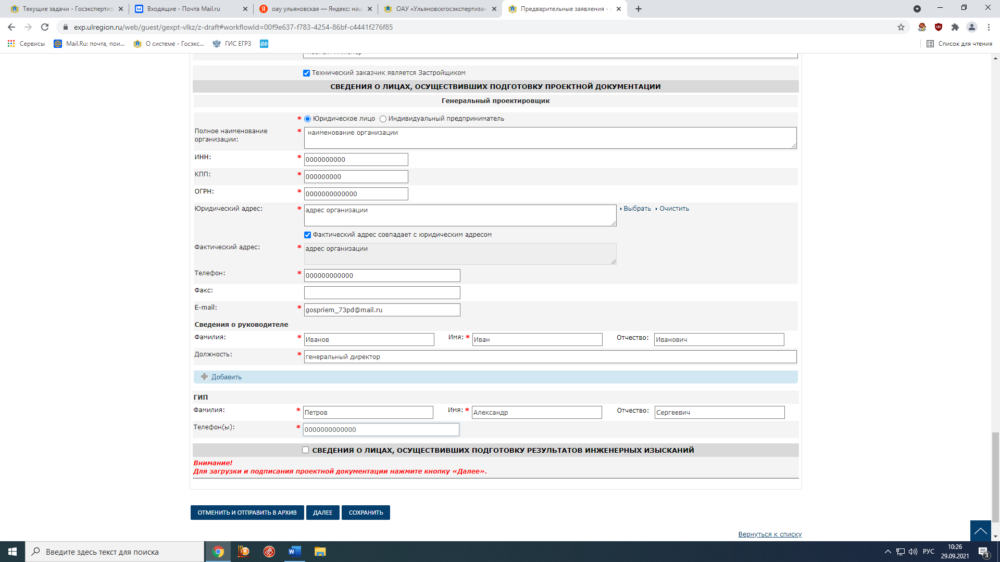 Текущие задачи - Госэкспертиз
Входящие - Почта Mail.ru
оау ульяновская — Яндекс: наш
ОАУ «Ульяновскгосэкспертиза»
Предварительные заявления -
exp.ulregion.ru/web/guest/gexpt-vlkz/z-draft#workflowId=00f9e637-f783-4254-86bf-c4441f276f85
Сервисы
Mail.Ru: почта, пои...
О системе - Госэкс...
ГИС ЕГРЗ
ibb
Список для чтения
Технический заказчик является Застройщиком
СВЕДЕНИЯ О ЛИЦАХ, ОСУЩЕСТВИВШИХ ПОДГОТОВКУ ПРОЕКТНОЙ ДОКУМЕНТАЦИИ
Генеральный проектировщик
* Юридическое лицо Индивидуальный предприниматель
Полное наименование организации: * наименование организации
ИНН: * 0000000000
КПП: * 000000000
ОГРН: * 0000000000000
Юридический адрес: * адрес организации Выбрать Очистить
Фактический адрес совпадает с юридическим адресом
Фактический адрес: * адрес организации
Телефон: * 000000000000
Факс:
E-mail: * gospriem_73pd@mail.ru
Сведения о руководителе
Фамилия: * Иванов Имя: * Иван Отчество: Иванович
Должность: * генеральный директор
Добавить
ГИП
Фамилия: * Петров Имя: * Александр Отчество: Сергеевич
Телефон(ы): * 0000000000000
СВЕДЕНИЯ О ЛИЦАХ, ОСУЩЕСТВИВШИХ ПОДГОТОВКУ РЕЗУЛЬТАТОВ ИНЖЕНЕРНЫХ ИЗЫСКАНИЙ
Внимание!
Для загрузки и подписания проектной документации нажмите кнопку «Далее».
ОТМЕНИТЬ И ОТПРАВИТЬ В АРХИВ
ДАЛЕЕ
СОХРАНИТЬ
Вернуться к списку
Введите здесь текст для поиска
РУС
10:26
29.09.2021
3